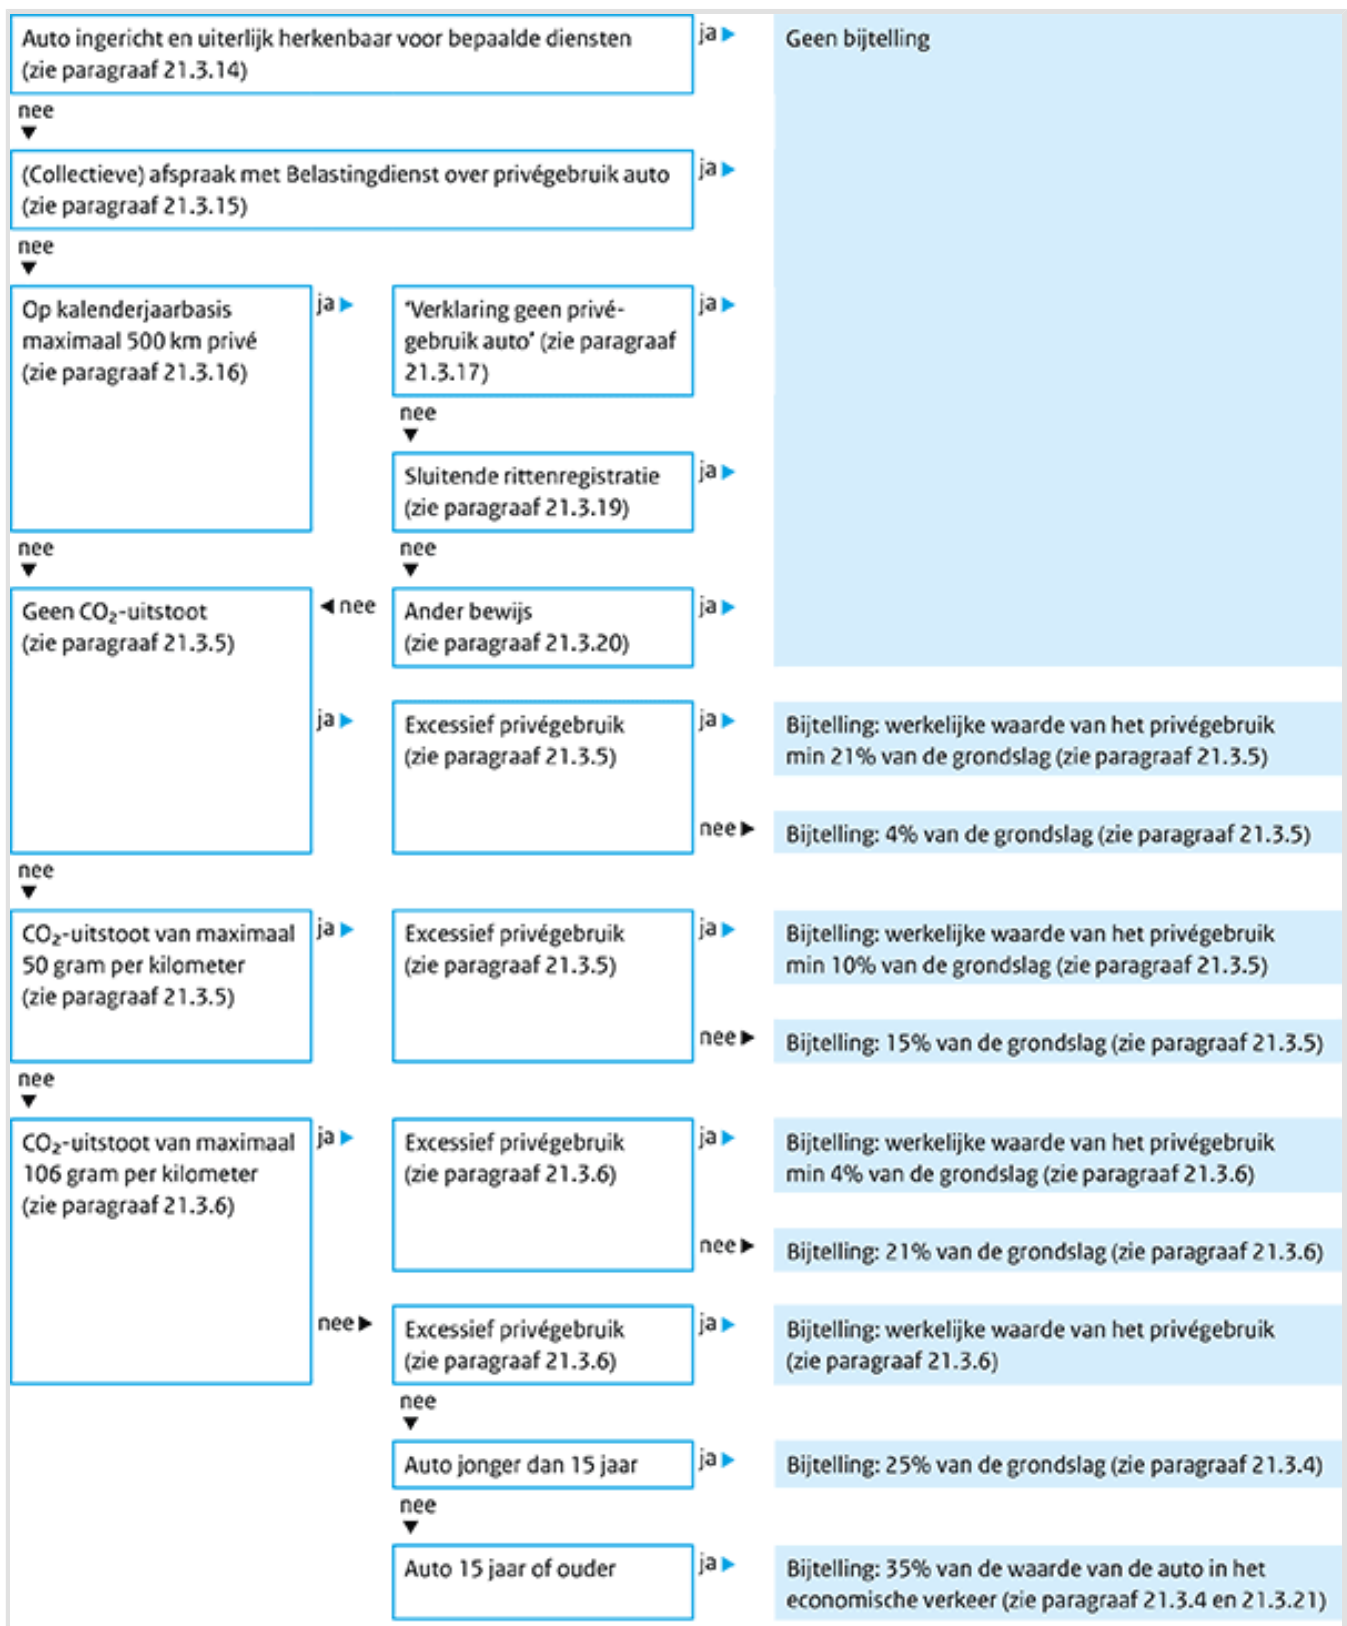 Auto ingericht en uiterlijk herkenbaar voor bepaalde diensten
(zie paragraaf 21.3.14)
ja
Geen bijtelling
nee
(Collectieve) afspraak met Belastingdienst over privégebruik auto
(zie paragraaf 21.3.15)
ja
nee
Op kalenderjaarbasis
maximaal 500 km privé
(zie paragraaf 21.3.16)
ja
"Verklaring geen privé-
gebruik auto" (zie paragraaf
21.3.17)
ja
nee
Sluitende rittenregistratie
(zie paragraaf 21.3.19)
ja
nee
nee
Geen CO₂-uitstoot
(zie paragraaf 21.3.5)
nee
Ander bewijs
(zie paragraaf 21.3.20)
ja
ja
Excessief privégebruik
(zie paragraaf 21.3.5)
ja
Bijtelling: werkelijke waarde van het privégebruik
min 21% van de grondslag (zie paragraaf 21.3.5)
nee
Bijtelling: 4% van de grondslag (zie paragraaf 21.3.5)
nee
CO₂-uitstoot van maximaal
50 gram per kilometer
(zie paragraaf 21.3.5)
ja
Excessief privégebruik
(zie paragraaf 21.3.5)
ja
Bijtelling: werkelijke waarde van het privégebruik
min 10% van de grondslag (zie paragraaf 21.3.5)
nee
Bijtelling: 15% van de grondslag (zie paragraaf 21.3.5)
nee
CO₂-uitstoot van maximaal
106 gram per kilometer
(zie paragraaf 21.3.6)
ja
Excessief privégebruik
(zie paragraaf 21.3.6)
ja
Bijtelling: werkelijke waarde van het privégebruik
min 4% van de grondslag (zie paragraaf 21.3.6)
nee
Bijtelling: 21% van de grondslag (zie paragraaf 21.3.6)
nee
Excessief privégebruik
(zie paragraaf 21.3.6)
ja
Bijtelling: werkelijke waarde van het privégebruik
(zie paragraaf 21.3.6)
nee
Auto jonger dan 15 jaar
ja
Bijtelling: 25% van de grondslag (zie paragraaf 21.3.4)
nee
Auto 15 jaar of ouder
ja
Bijtelling: 35% van de waarde van de auto in het
economische verkeer (zie paragraaf 21.3.4 en 21.3.21)